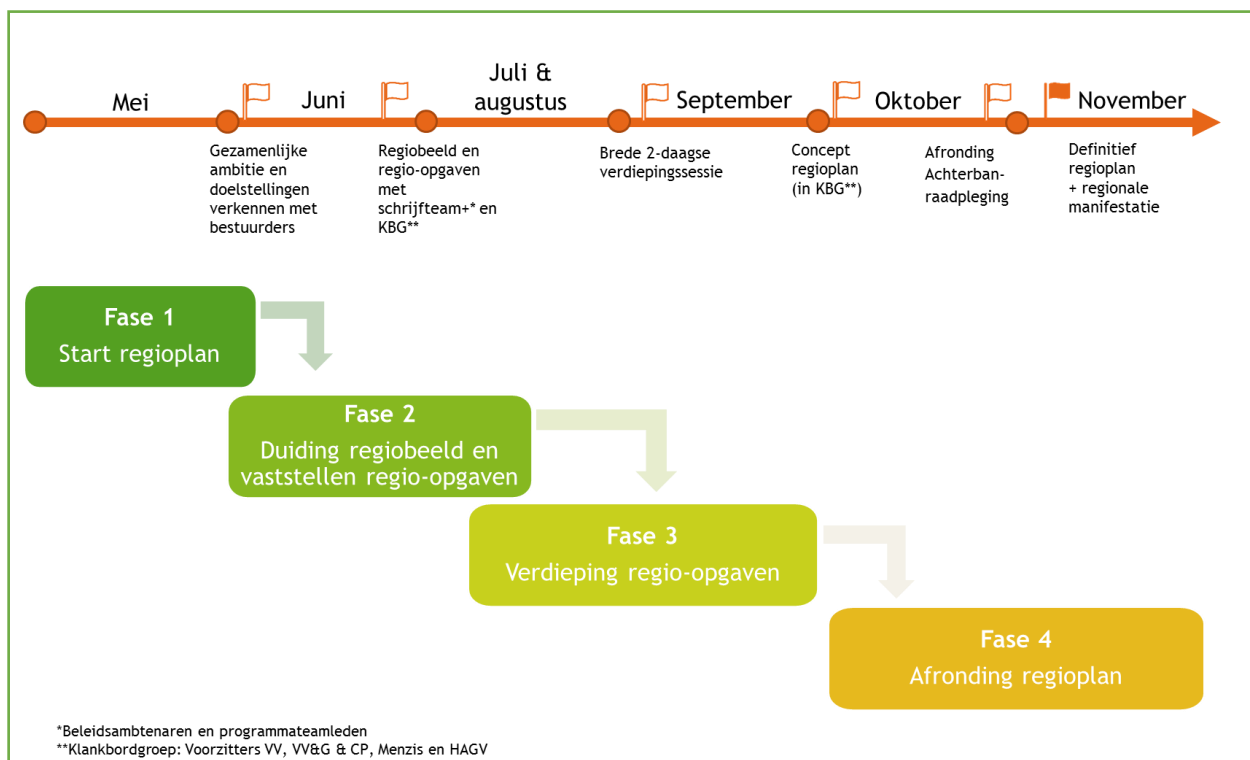 Mei
Juni
Juli &
augustus
September
Oktober
November
Gezamenlijke
ambitie en
doelstellingen
verkennen met
bestuurders
Regiobeeld en
regio-opgaven
met
schrijfteam+* en
KBG**
Brede 2-daagse
verdiepingssessie
Concept
regioplan
(in KBG**)
Afronding
Achterban-
raadpleging
Definitief
regioplan
+ regionale
manifestatie
Fase 1
Start regioplan
Fase 2
Duiding regiobeeld en
vaststellen regio-opgaven
Fase 3
Verdieping regio-opgaven
Fase 4
Afronding regioplan
*Beleidsambtenaren en programmateamleden
**Klankbordgroep: Voorzitters VV, VV&G & CP, Menzis en HAGV